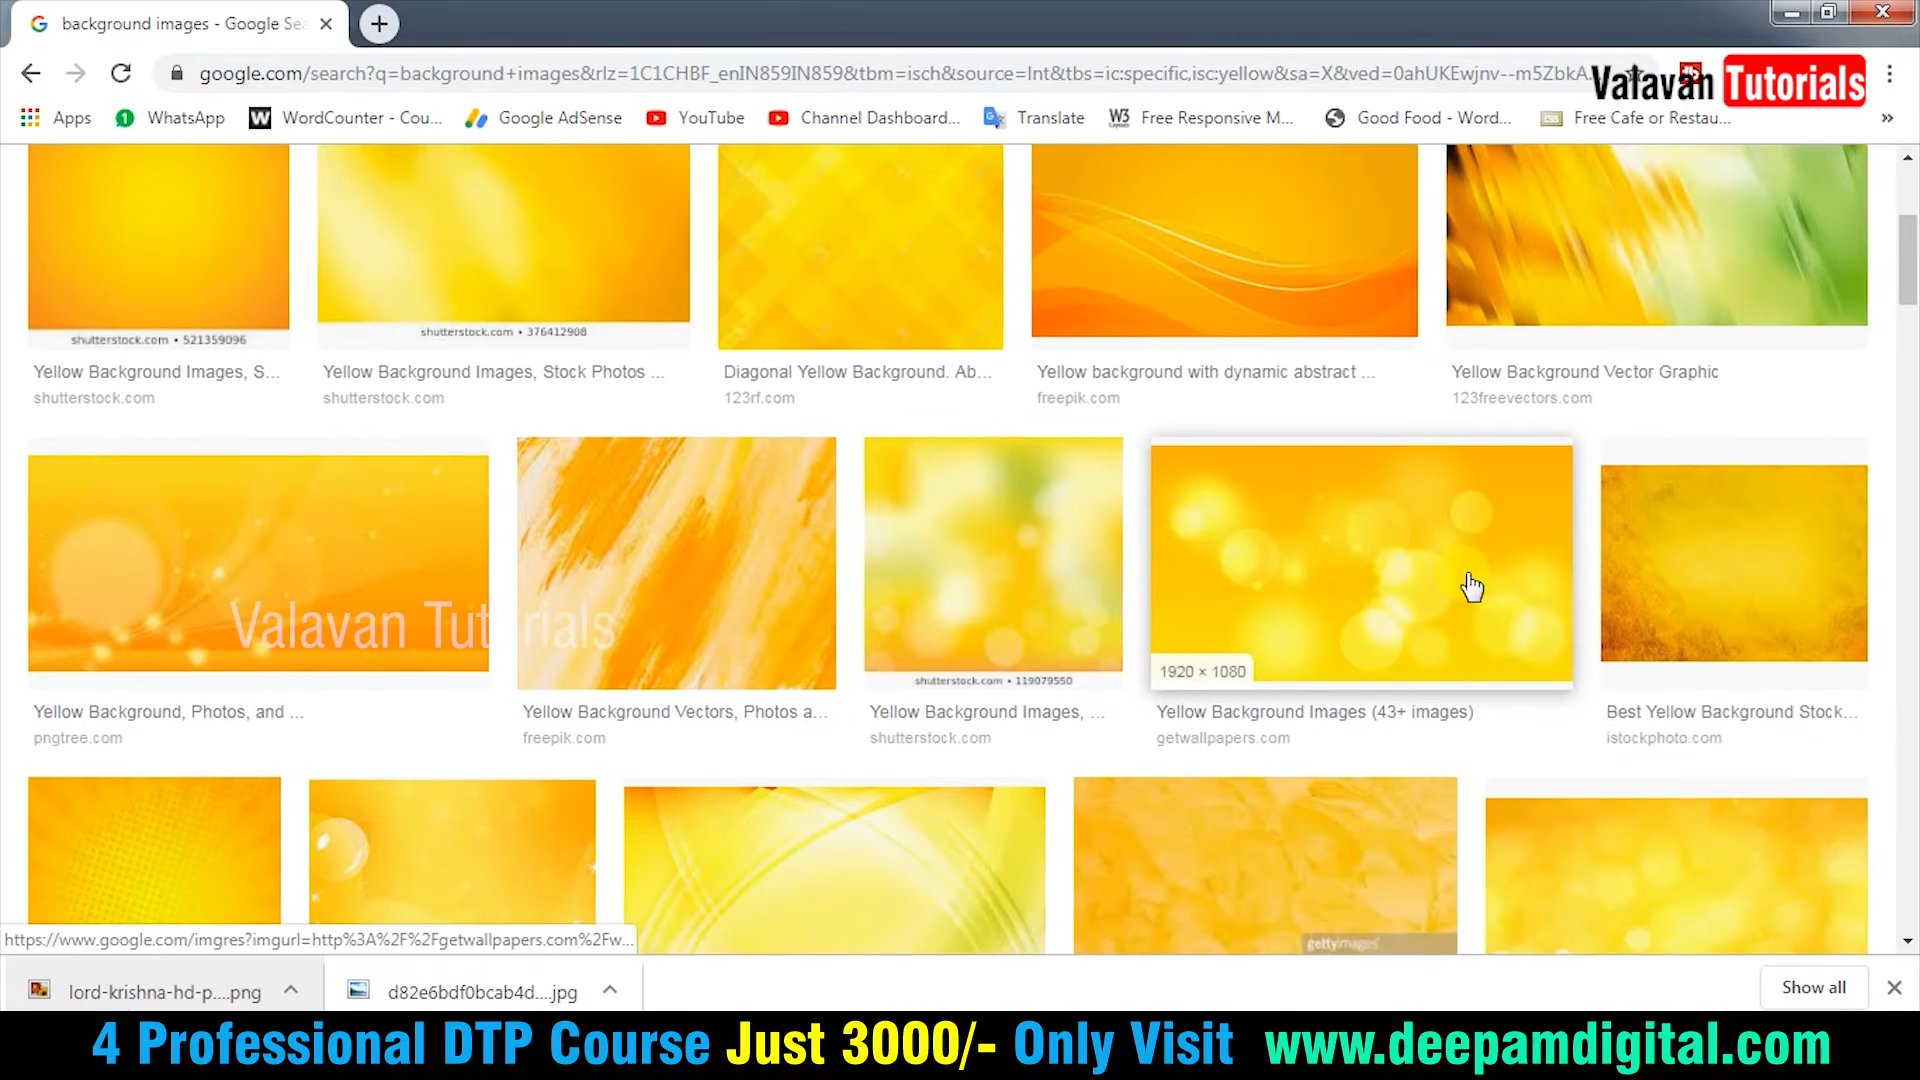 background images - Google Sea
google.com/search?q=background+images&rlz=1C1CHBF_enIN859IN859&tbm=isch&source=lnt&tbs=ic:specific,isc:yellow&sa=X&ved=0ahUKEwjnv--m5ZbkA...
Valavan Tutorials
Apps WhatsApp WordCounter - Cou... Google AdSense YouTube Channel Dashboard... Translate Free Responsive M... Good Food - Word... Free Cafe or Restau... »
shutterstock.com • 521359096
shutterstock.com • 376412908
Yellow Background Images, S...
shutterstock.com
Yellow Background Images, Stock Photos ...
shutterstock.com
Diagonal Yellow Background. Ab...
123rf.com
Yellow background with dynamic abstract ...
freepik.com
Yellow Background Vector Graphic
123freevectors.com
Valavan Tutorials
shutterstock.com • 119079550
1920 × 1080
Yellow Background, Photos, and ...
pngtree.com
Yellow Background Vectors, Photos a...
freepik.com
Yellow Background Images, ...
shutterstock.com
Yellow Background Images (43+ images)
getwallpapers.com
Best Yellow Background Stock...
istockphoto.com
gettyimages
https://www.google.com/imgres?imgurl=http%3A%2F%2Fgetwallpapers.com%2Fw...
lord-krishna-hd-p....png
d82e6bdf0bcab4d....jpg
Show all
4 Professional DTP Course Just 3000/- Only Visit www.deepamdigital.com